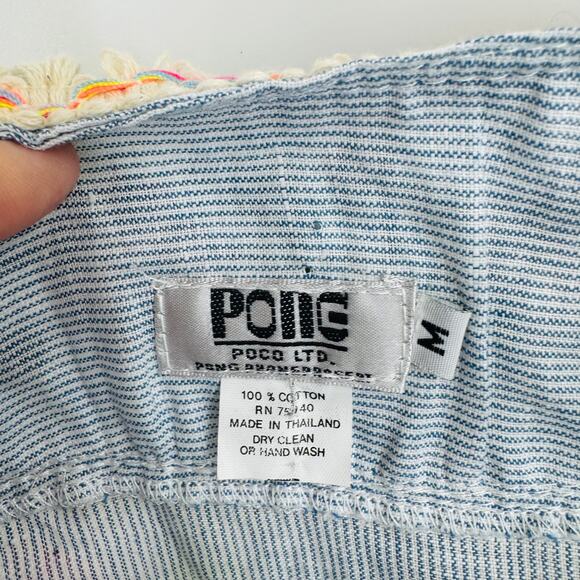 PONG
POCO LTD.
M
100 % COTTON
MADE IN THAILAND
DRY CLEAN
OR HAND WASH